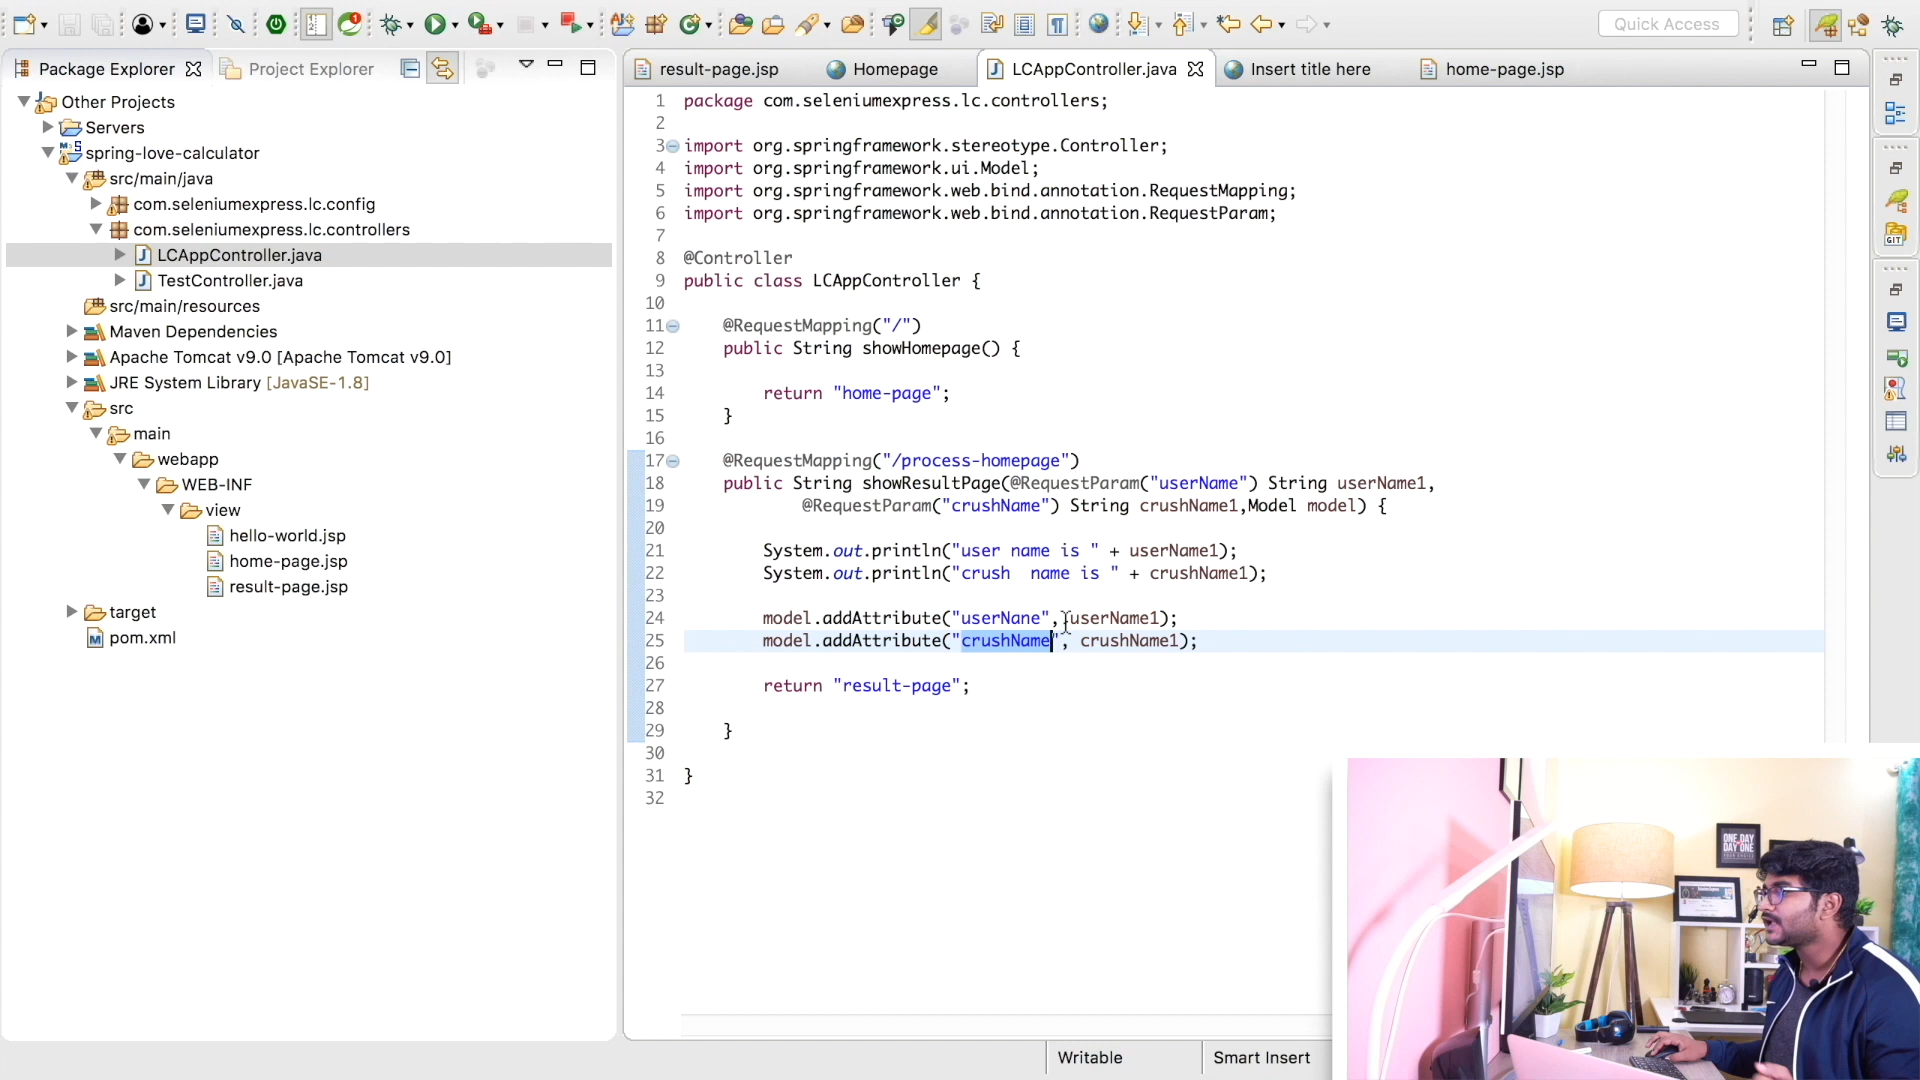 Quick Access
Package Explorer
Project Explorer
result-page.jsp
Homepage
LCAppController.java
Insert title here
home-page.jsp
Other Projects
Servers
spring-love-calculator
src/main/java
com.seleniumexpress.lc.config
com.seleniumexpress.lc.controllers
LCAppController.java
TestController.java
src/main/resources
Maven Dependencies
Apache Tomcat v9.0 [Apache Tomcat v9.0]
JRE System Library [JavaSE-1.8]
src
main
webapp
WEB-INF
view
hello-world.jsp
home-page.jsp
result-page.jsp
target
pom.xml
1 package com.seleniumexpress.lc.controllers;
2
3 import org.springframework.stereotype.Controller;
4 import org.springframework.ui.Model;
5 import org.springframework.web.bind.annotation.RequestMapping;
6 import org.springframework.web.bind.annotation.RequestParam;
7
8 @Controller
9 public class LCAppController {
10
11 @RequestMapping("/")
12 public String showHomepage() {
13
14 return "home-page";
15 }
16
17 @RequestMapping("/process-homepage")
18 public String showResultPage(@RequestParam("userName") String userName1,
19 @RequestParam("crushName") String crushName1,Model model) {
20
21 System.out.println("user name is " + userName1);
22 System.out.println("crush  name is " + crushName1);
23
24 model.addAttribute("userNane", userName1);
25 model.addAttribute("crushName", crushName1);
26
27 return "result-page";
28
29 }
30
31 }
32
Writable
Smart Insert
ONE DAY
DAY ONE